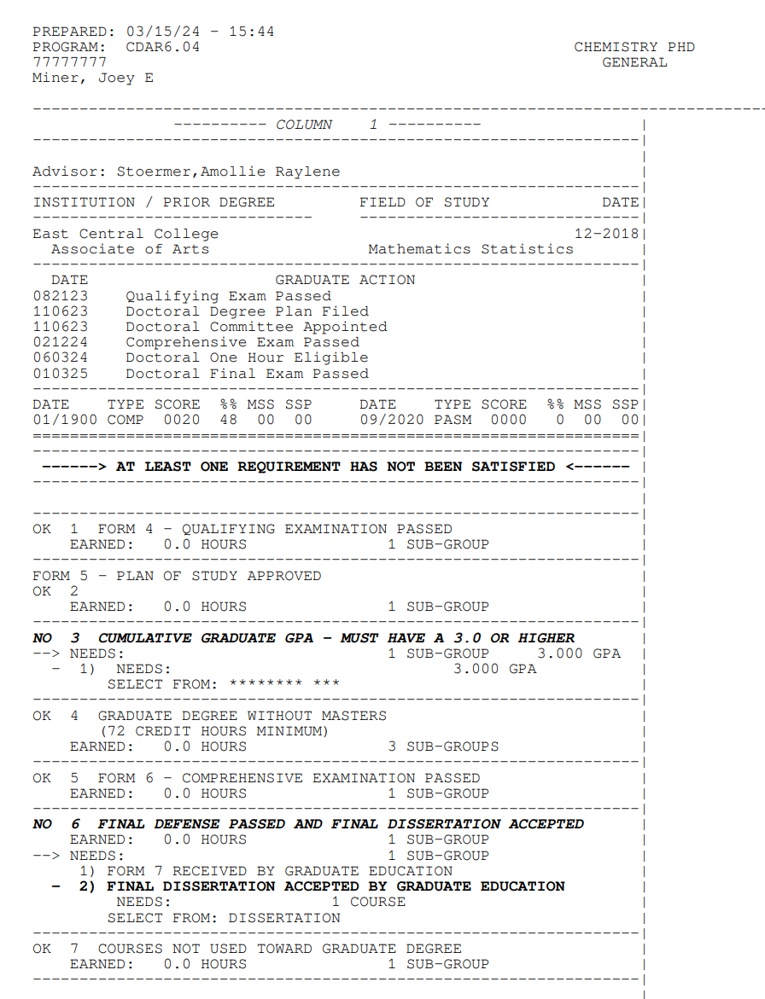 PREPARED: 03/15/24 - 15:44
PROGRAM: CDAR6.04 CHEMISTRY PHD
77777777 GENERAL
Miner, Joey E
---------- COLUMN 1 ----------
Advisor: Stoermer,Amollie Raylene
INSTITUTION / PRIOR DEGREE FIELD OF STUDY DATE
East Central College 12-2018
Associate of Arts Mathematics Statistics
DATE GRADUATE ACTION
082123 Qualifying Exam Passed
110623 Doctoral Degree Plan Filed
110623 Doctoral Committee Appointed
021224 Comprehensive Exam Passed
060324 Doctoral One Hour Eligible
010325 Doctoral Final Exam Passed
DATE TYPE SCORE %% MSS SSP DATE TYPE SCORE %% MSS SSP
01/1900 COMP 0020 48 00 00 09/2020 PASM 0000 0 00 00
------> AT LEAST ONE REQUIREMENT HAS NOT BEEN SATISFIED <------
OK 1 FORM 4 - QUALIFYING EXAMINATION PASSED
EARNED: 0.0 HOURS 1 SUB-GROUP
FORM 5 - PLAN OF STUDY APPROVED
OK 2
EARNED: 0.0 HOURS 1 SUB-GROUP
NO 3 CUMULATIVE GRADUATE GPA - MUST HAVE A 3.0 OR HIGHER
--> NEEDS: 1 SUB-GROUP 3.000 GPA
- 1) NEEDS: 3.000 GPA
SELECT FROM: ******** ***
OK 4 GRADUATE DEGREE WITHOUT MASTERS
(72 CREDIT HOURS MINIMUM)
EARNED: 0.0 HOURS 3 SUB-GROUPS
OK 5 FORM 6 - COMPREHENSIVE EXAMINATION PASSED
EARNED: 0.0 HOURS 1 SUB-GROUP
NO 6 FINAL DEFENSE PASSED AND FINAL DISSERTATION ACCEPTED
EARNED: 0.0 HOURS 1 SUB-GROUP
--> NEEDS: 1 SUB-GROUP
1) FORM 7 RECEIVED BY GRADUATE EDUCATION
- 2) FINAL DISSERTATION ACCEPTED BY GRADUATE EDUCATION
NEEDS: 1 COURSE
SELECT FROM: DISSERTATION
OK 7 COURSES NOT USED TOWARD GRADUATE DEGREE
EARNED: 0.0 HOURS 1 SUB-GROUP